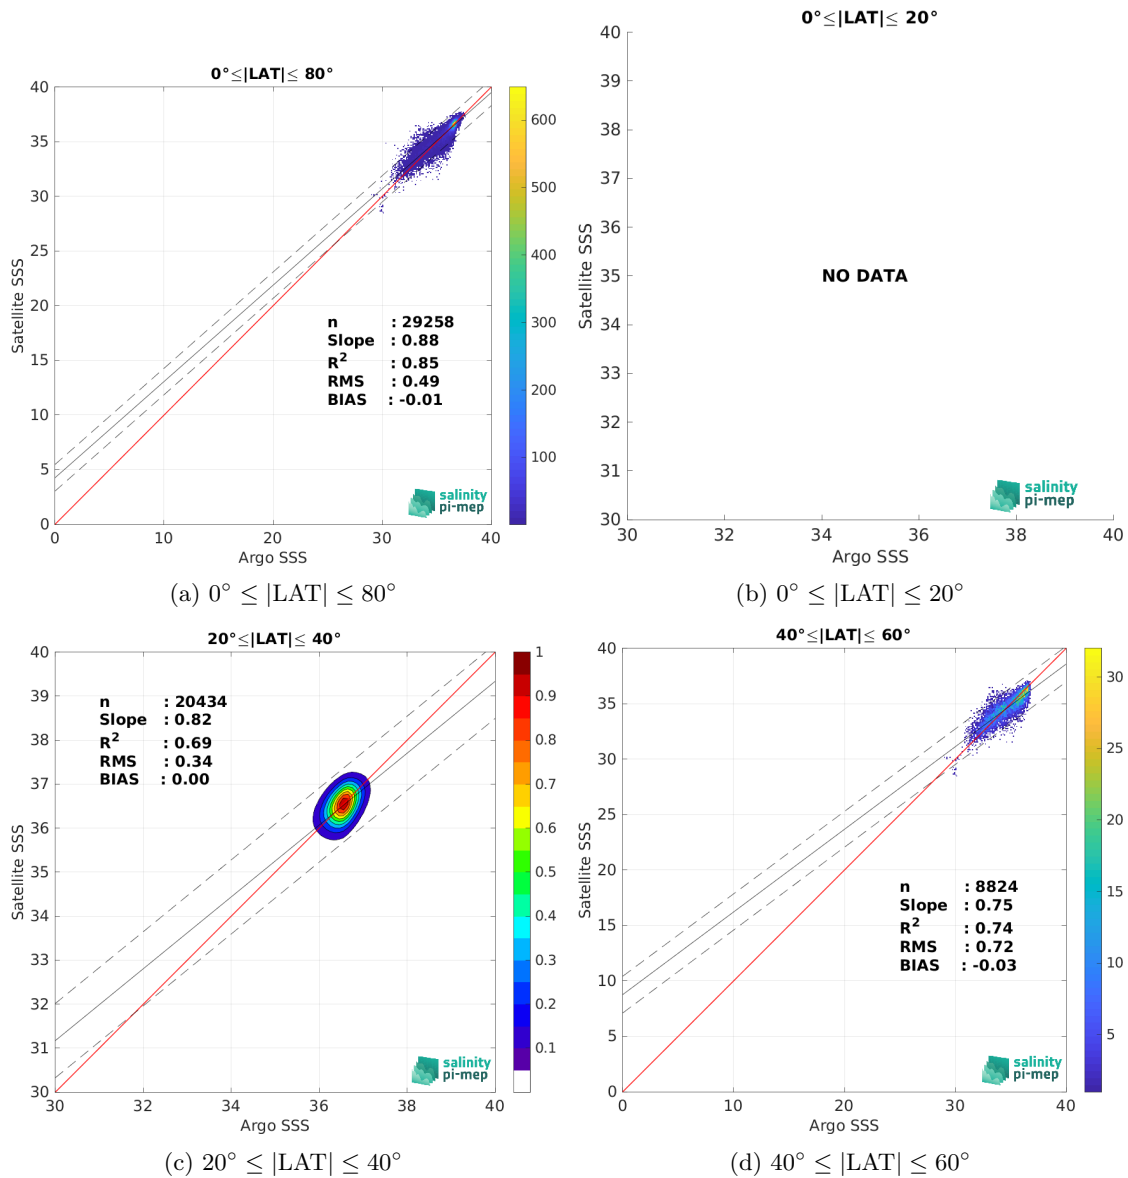 0°≤|LAT|≤ 80°
40
35
30
25
20
15
10
5
0
Satellite SSS
n : 29258
Slope : 0.88
R2 : 0.85
RMS : 0.49
BIAS : -0.01
salinity
pi-mep
0 10 20 30 40
Argo SSS
600
500
400
300
200
100
(a) 0° ≤ |LAT| ≤ 80°
0°≤|LAT|≤ 20°
40
39
38
37
36
35
34
33
32
31
30
Satellite SSS
NO DATA
salinity
pi-mep
30 32 34 36 38 40
Argo SSS
(b) 0° ≤ |LAT| ≤ 20°
20°≤|LAT|≤ 40°
40
39
38
37
36
35
34
33
32
31
30
Satellite SSS
n : 20434
Slope : 0.82
R2 : 0.69
RMS : 0.34
BIAS : 0.00
salinity
pi-mep
30 32 34 36 38 40
Argo SSS
1
0.9
0.8
0.7
0.6
0.5
0.4
0.3
0.2
0.1
(c) 20° ≤ |LAT| ≤ 40°
40°≤|LAT|≤ 60°
40
35
30
25
20
15
10
5
0
Satellite SSS
n : 8824
Slope : 0.75
R2 : 0.74
RMS : 0.72
BIAS : -0.03
salinity
pi-mep
0 10 20 30 40
Argo SSS
30
25
20
15
10
5
(d) 40° ≤ |LAT| ≤ 60°